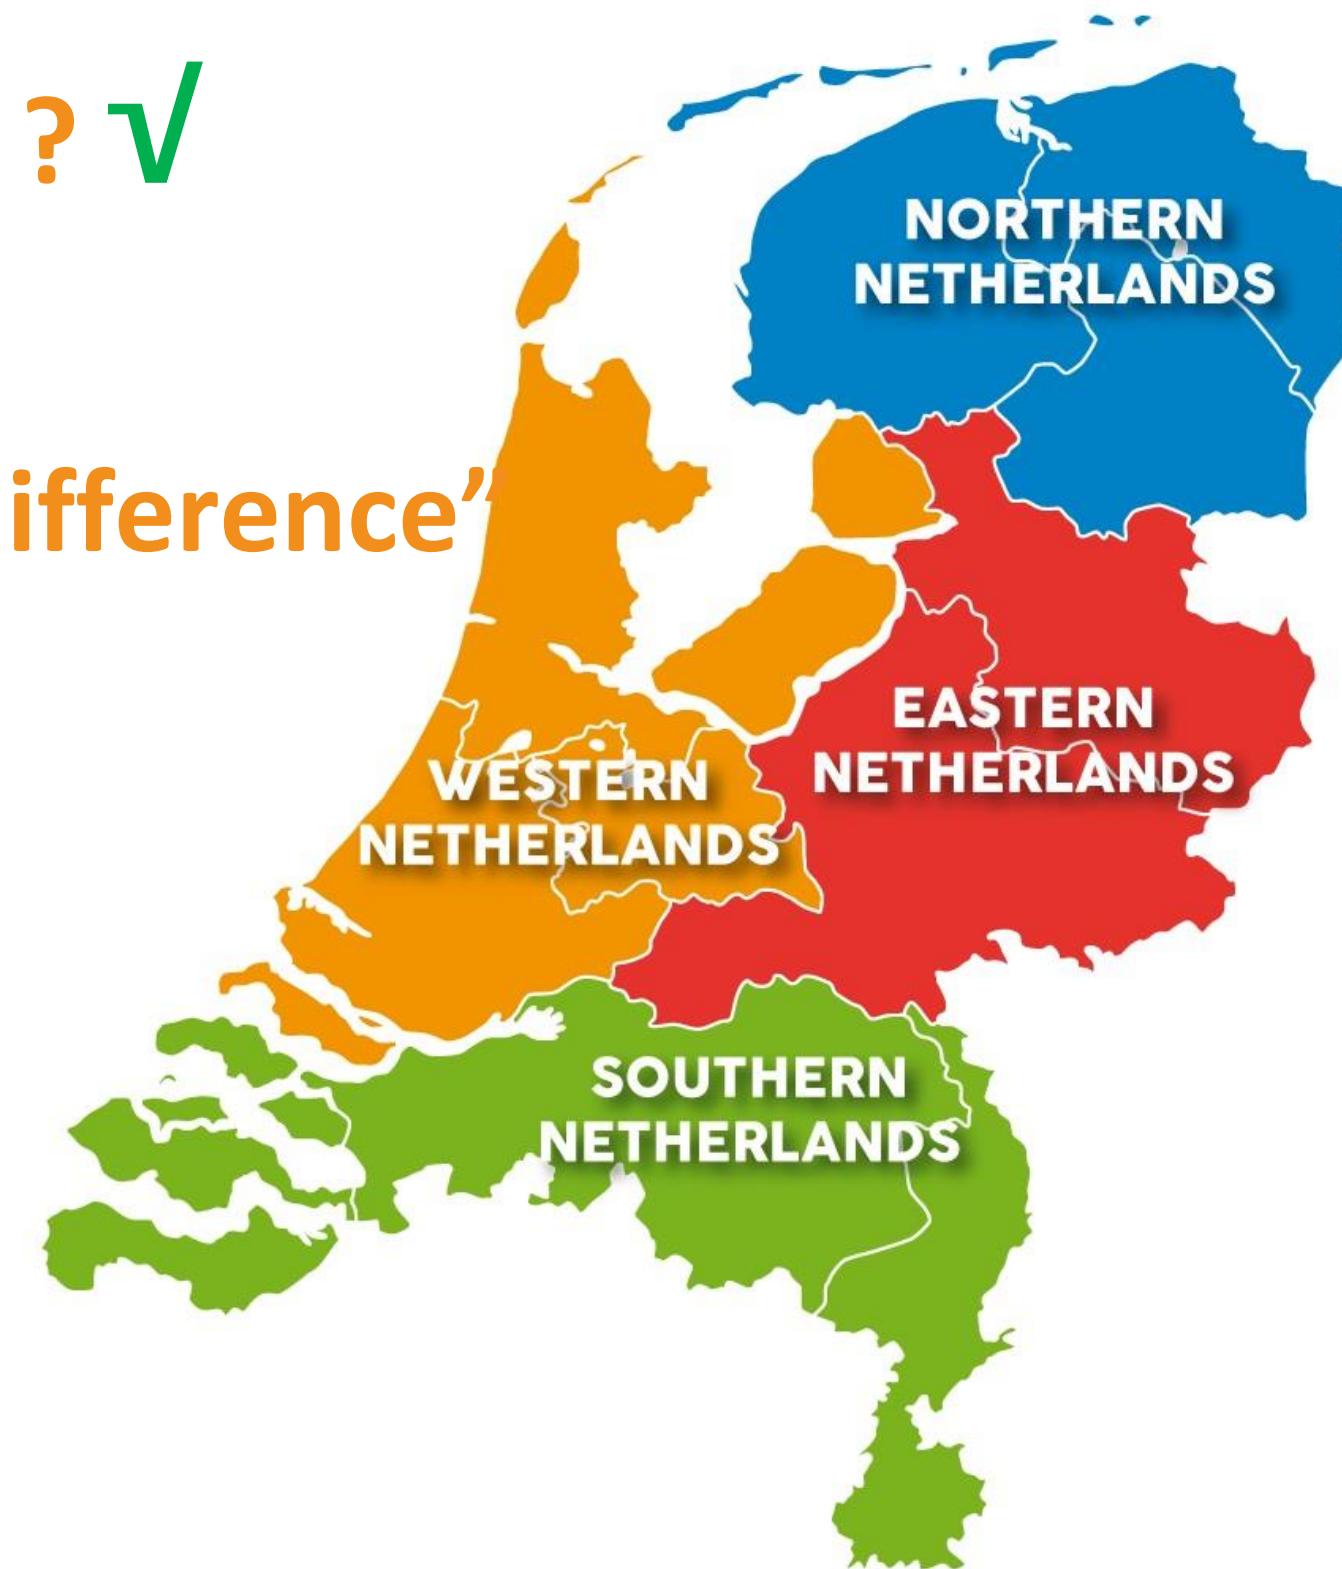 ? √
NORTHERN
NETHERLANDS
ifference”
EASTERN
NETHERLANDS
WESTERN
NETHERLANDS
SOUTHERN
NETHERLANDS